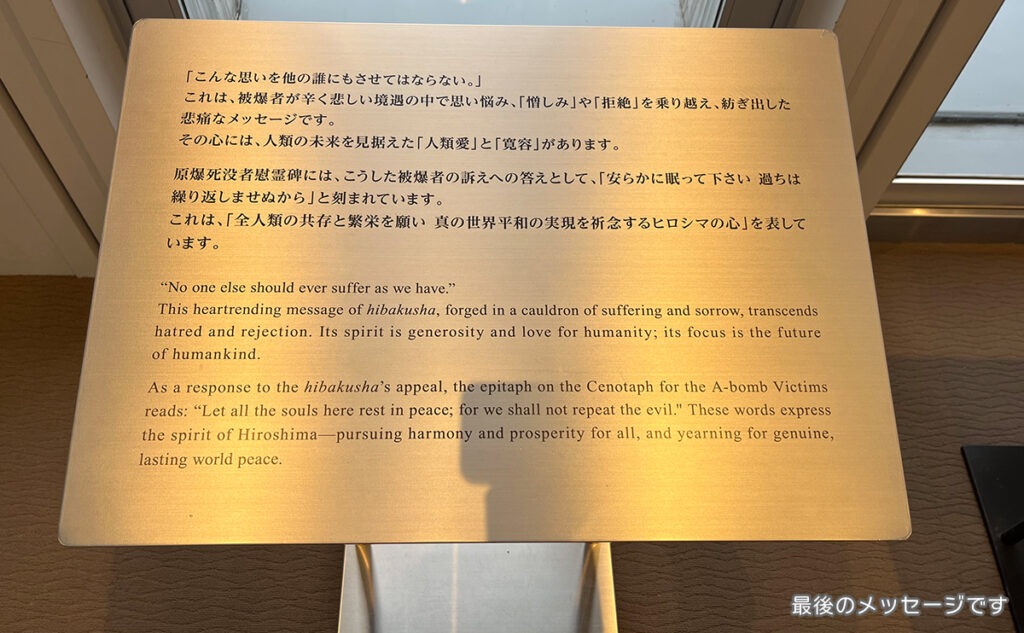 「こんな思いを他の誰にもさせてはならない。」
これは、被爆者が辛く悲しい境遇の中で思い悩み、「憎しみ」や「拒絶」を乗り越え、紡ぎ出した
悲痛なメッセージです。
その心には、人類の未来を見据えた「人類愛」と「寛容」があります。
原爆死没者慰霊碑には、こうした被爆者の訴えへの答えとして、「安らかに眠って下さい 過ちは
繰り返しませぬから」と刻まれています。
これは、「全人類の共存と繁栄を願い 真の世界平和の実現を祈念するヒロシマの心」を表して
います。
“No one else should ever suffer as we have.”
This heartrending message of hibakusha, forged in a cauldron of suffering and sorrow, transcends
hatred and rejection. Its spirit is generosity and love for humanity; its focus is the future
of humankind.
As a response to the hibakusha’s appeal, the epitaph on the Cenotaph for the A-bomb Victims
reads: “Let all the souls here rest in peace; for we shall not repeat the evil." These words express
the spirit of Hiroshima—pursuing harmony and prosperity for all, and yearning for genuine,
lasting world peace.
最後のメッセージです